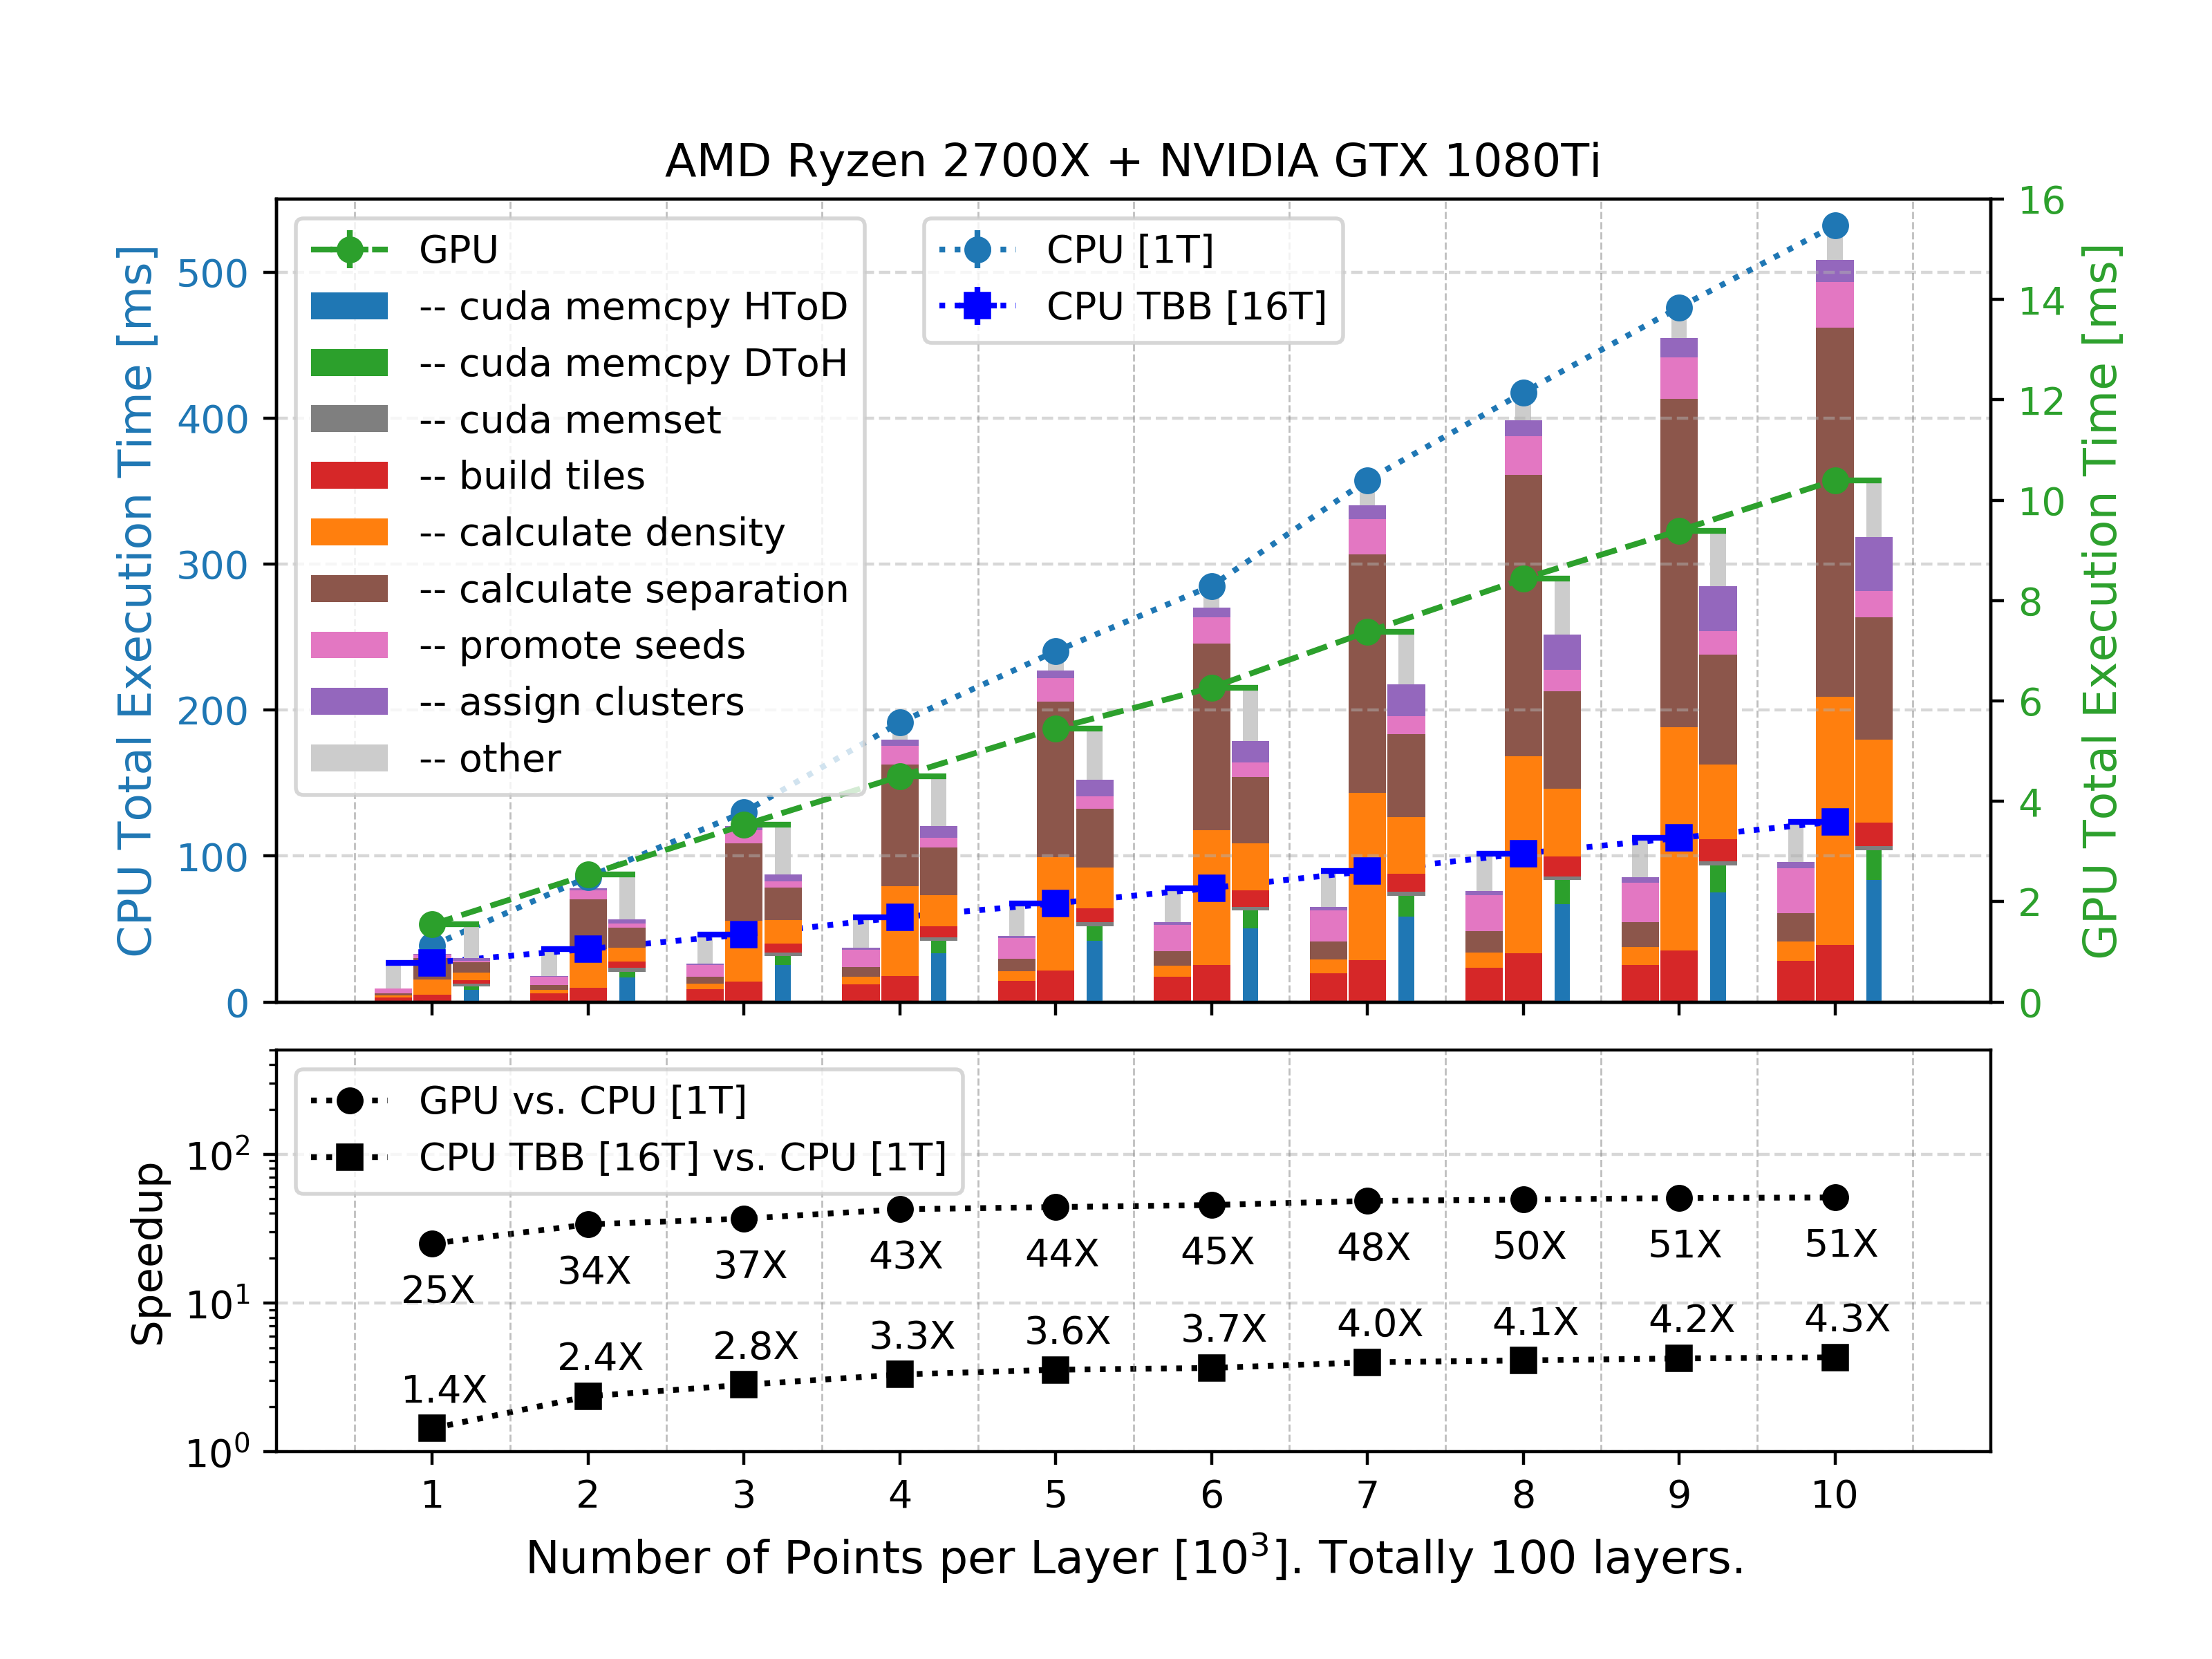 AMD Ryzen 2700X + NVIDIA GTX 1080Ti
CPU Total Execution Time [ms]
500
400
300
200
100
0
GPU
-- cuda memcpy HToD
-- cuda memcpy DToH
-- cuda memset
-- build tiles
-- calculate density
-- calculate separation
-- promote seeds
-- assign clusters
-- other
CPU [1T]
CPU TBB [16T]
16
14
12
10
8
6
4
2
0
GPU Total Execution Time [ms]
Speedup
10²
10¹
10⁰
GPU vs. CPU [1T]
CPU TBB [16T] vs. CPU [1T]
25X 34X 37X 43X 44X 45X 48X 50X 51X 51X
1.4X 2.4X 2.8X 3.3X 3.6X 3.7X 4.0X 4.1X 4.2X 4.3X
1 2 3 4 5 6 7 8 9 10
Number of Points per Layer [10³]. Totally 100 layers.